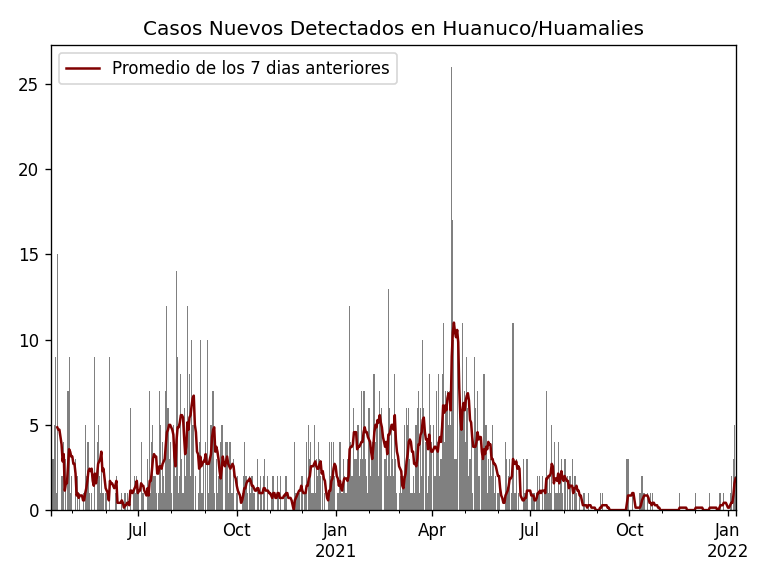 Casos Nuevos Detectados en Huanuco/Huamalies
Promedio de los 7 dias anteriores
25
20
15
10
5
0
Jul
Oct
Jan
2021
Apr
Jul
Oct
Jan
2022